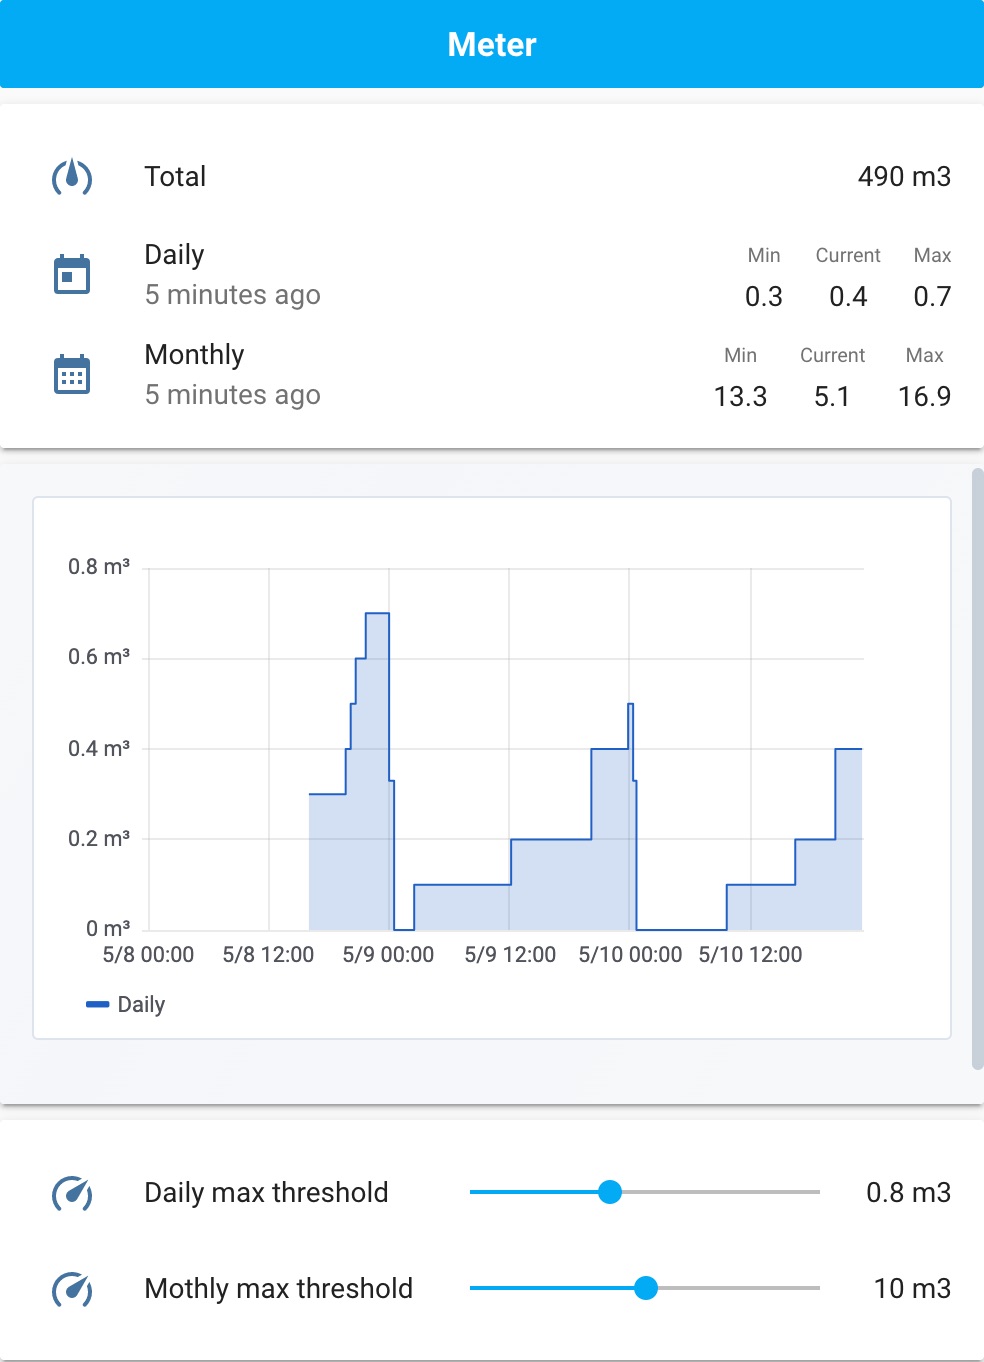 Meter
Total 490 m3
Daily Min Current Max
5 minutes ago 0.3 0.4 0.7
Monthly Min Current Max
5 minutes ago 13.3 5.1 16.9
0.8 m³
0.6 m³
0.4 m³
0.2 m³
0 m³
5/8 00:00 5/8 12:00 5/9 00:00 5/9 12:00 5/10 00:00 5/10 12:00
Daily
Daily max threshold 0.8 m3
Mothly max threshold 10 m3